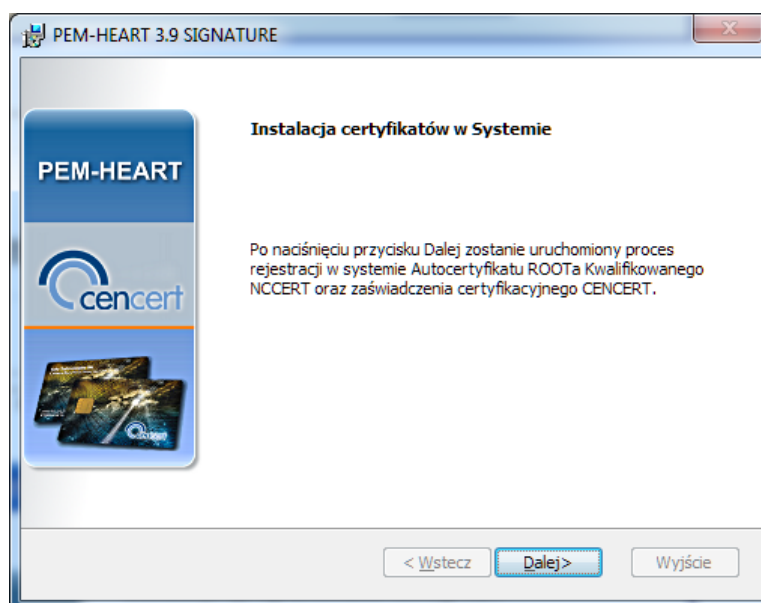 PEM-HEART 3.9 SIGNATURE
Instalacja certyfikatów w Systemie
PEM-HEART
Po naciśnięciu przycisku Dalej zostanie uruchomiony proces
rejestracji w systemie Autocertyfikatu ROOTa Kwalifikowanego
NCCERT oraz zaświadczenia certyfikacyjnego CENCERT.
cencert
cencert
< Wstecz
Dalej>
Wyjście